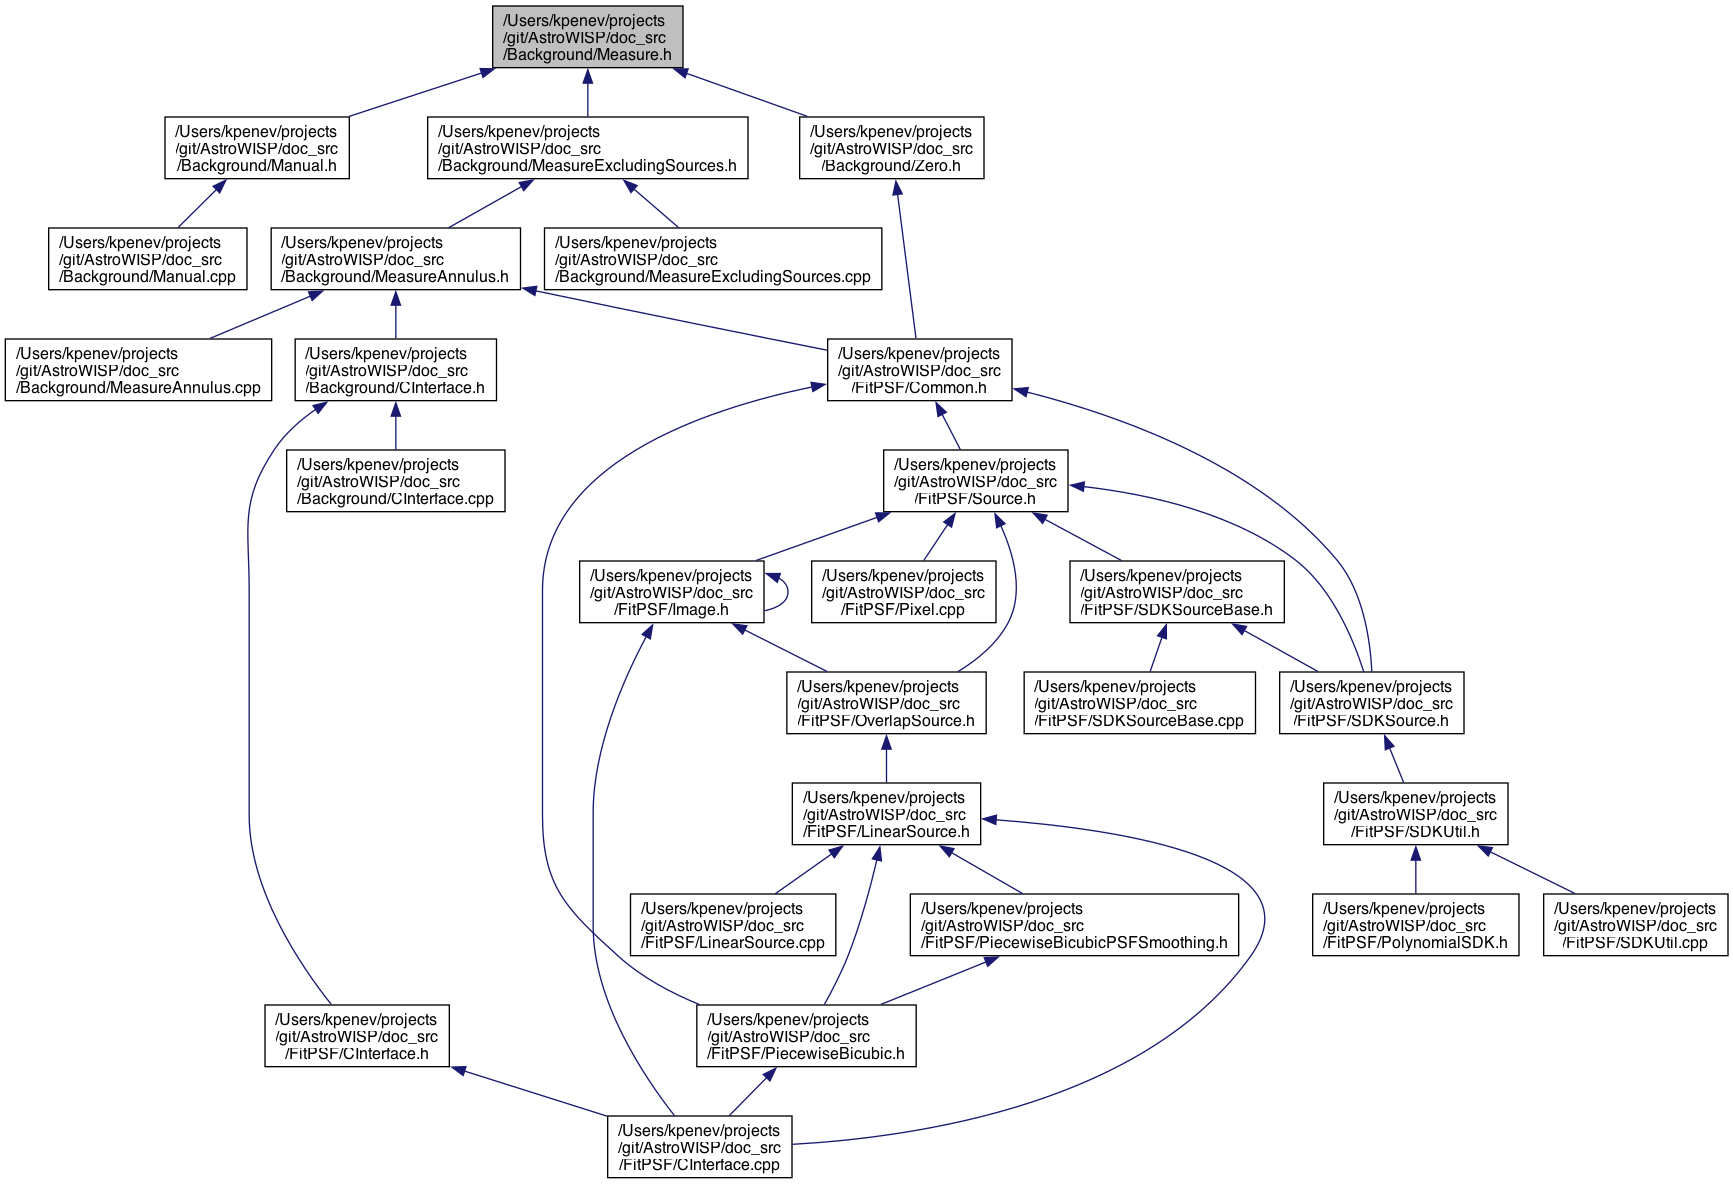 /Users/kpenev/projects
/git/AstroWISP/doc_src
/Background/Measure.h
/Users/kpenev/projects
/git/AstroWISP/doc_src
/Background/Manual.h
/Users/kpenev/projects
/git/AstroWISP/doc_src
/Background/MeasureExcludingSources.h
/Users/kpenev/projects
/git/AstroWISP/doc_src
/Background/Zero.h
/Users/kpenev/projects
/git/AstroWISP/doc_src
/Background/Manual.cpp
/Users/kpenev/projects
/git/AstroWISP/doc_src
/Background/MeasureAnnulus.h
/Users/kpenev/projects
/git/AstroWISP/doc_src
/Background/MeasureExcludingSources.cpp
/Users/kpenev/projects
/git/AstroWISP/doc_src
/Background/MeasureAnnulus.cpp
/Users/kpenev/projects
/git/AstroWISP/doc_src
/Background/CInterface.h
/Users/kpenev/projects
/git/AstroWISP/doc_src
/FitPSF/Common.h
/Users/kpenev/projects
/git/AstroWISP/doc_src
/Background/CInterface.cpp
/Users/kpenev/projects
/git/AstroWISP/doc_src
/FitPSF/Source.h
/Users/kpenev/projects
/git/AstroWISP/doc_src
/FitPSF/Image.h
/Users/kpenev/projects
/git/AstroWISP/doc_src
/FitPSF/Pixel.cpp
/Users/kpenev/projects
/git/AstroWISP/doc_src
/FitPSF/SDKSourceBase.h
/Users/kpenev/projects
/git/AstroWISP/doc_src
/FitPSF/OverlapSource.h
/Users/kpenev/projects
/git/AstroWISP/doc_src
/FitPSF/SDKSourceBase.cpp
/Users/kpenev/projects
/git/AstroWISP/doc_src
/FitPSF/SDKSource.h
/Users/kpenev/projects
/git/AstroWISP/doc_src
/FitPSF/LinearSource.h
/Users/kpenev/projects
/git/AstroWISP/doc_src
/FitPSF/SDKUtil.h
/Users/kpenev/projects
/git/AstroWISP/doc_src
/FitPSF/LinearSource.cpp
/Users/kpenev/projects
/git/AstroWISP/doc_src
/FitPSF/PiecewiseBicubicPSFSmoothing.h
/Users/kpenev/projects
/git/AstroWISP/doc_src
/FitPSF/PolynomialSDK.h
/Users/kpenev/projects
/git/AstroWISP/doc_src
/FitPSF/SDKUtil.cpp
/Users/kpenev/projects
/git/AstroWISP/doc_src
/FitPSF/CInterface.h
/Users/kpenev/projects
/git/AstroWISP/doc_src
/FitPSF/PiecewiseBicubic.h
/Users/kpenev/projects
/git/AstroWISP/doc_src
/FitPSF/CInterface.cpp